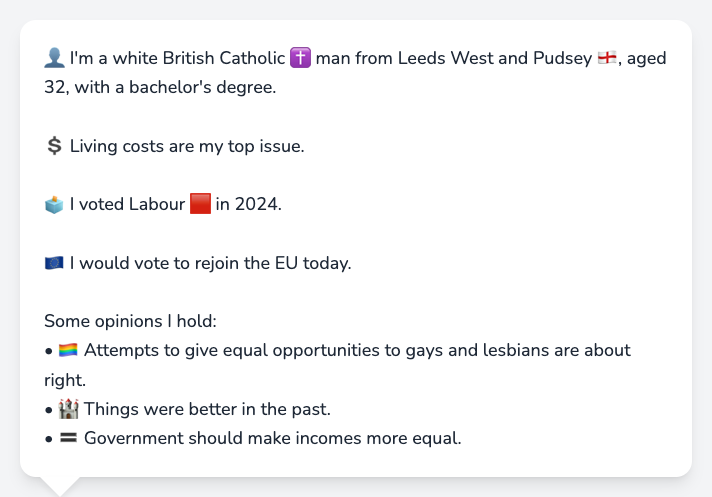 👤 I'm a white British Catholic ✝️ man from Leeds West and Pudsey 🏴󠁧󠁢󠁥󠁮󠁧󠁿, aged
32, with a bachelor's degree.
💲 Living costs are my top issue.
🗳️ I voted Labour 🟥 in 2024.
🇪🇺 I would vote to rejoin the EU today.
Some opinions I hold:
• 🏳️‍🌈 Attempts to give equal opportunities to gays and lesbians are about
right.
• 🏰 Things were better in the past.
• 🟰 Government should make incomes more equal.